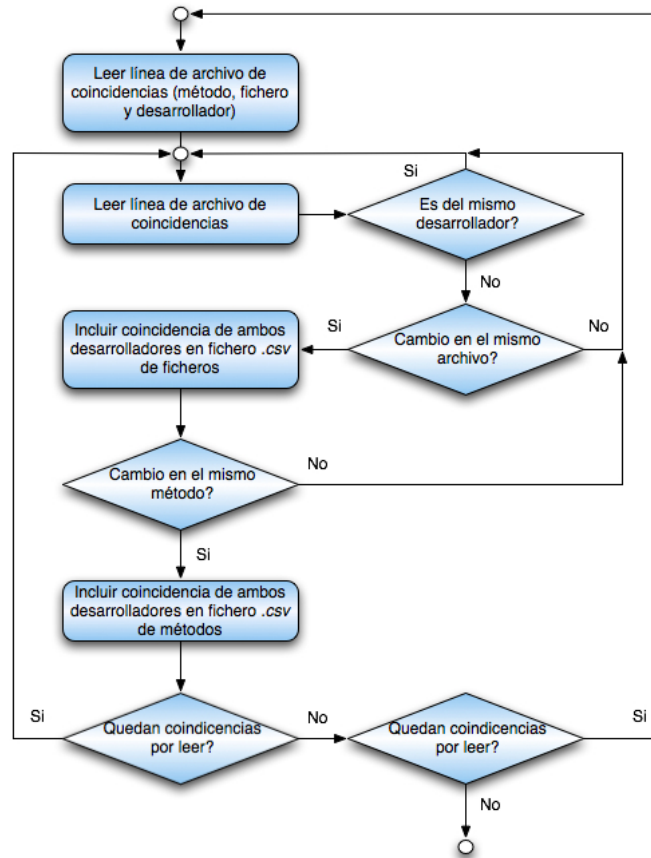 Leer línea de archivo de
coincidencias (método, fichero
y desarrollador)
Leer línea de archivo de
coincidencias
Si
Es del mismo
desarrollador?
No
Incluir coincidencia de ambos
desarrolladores en fichero .csv
de ficheros
Si
Cambio en el mismo
archivo?
No
Cambio en el mismo
método?
No
Si
Incluir coincidencia de ambos
desarrolladores en fichero .csv
de métodos
Si
Quedan coindicencias
por leer?
No
Quedan coindicencias
por leer?
Si
No